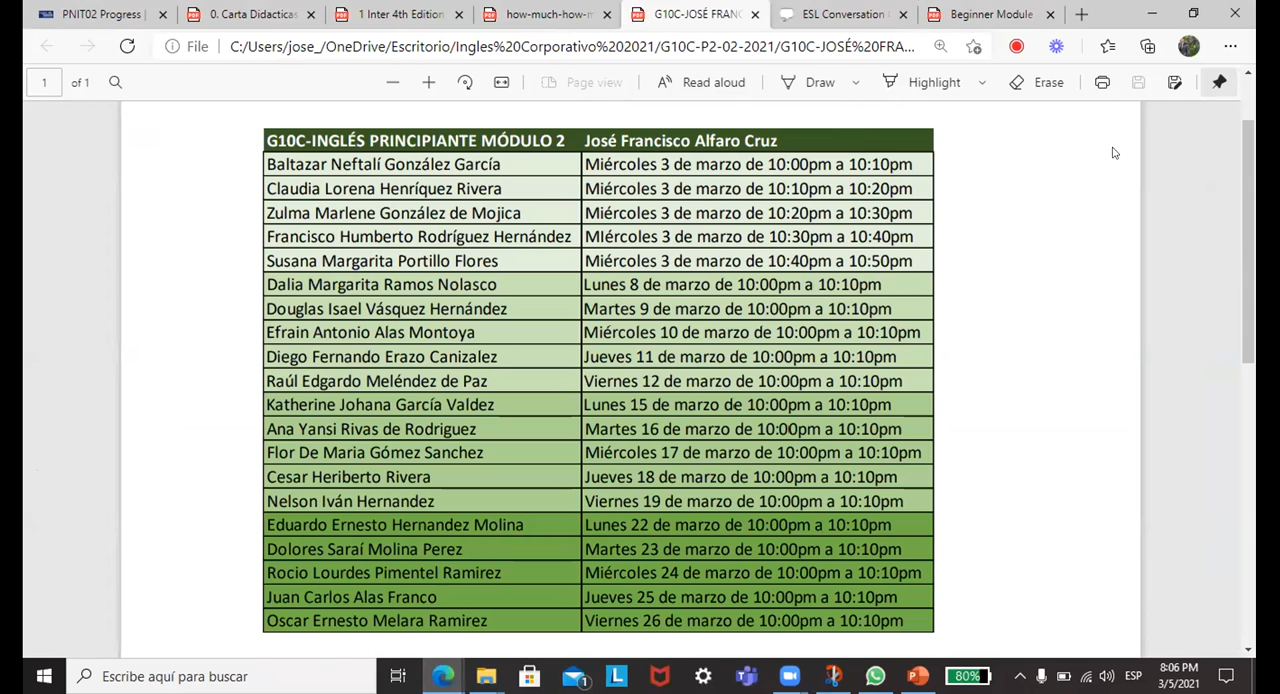 PNIT02 Progress |
0. Carta Didacticas
1 Inter 4th Edition
how-much-how-m
G10C-JOSÉ FRANC
ESL Conversation
Beginner Module
File
C:/Users/jose_/OneDrive/Escritorio/Ingles%20Corporativo%202021/G10C-P2-02-2021/G10C-JOSÉ%20FRA...
1 of 1
Page view
Read aloud
Draw
Highlight
Erase
G10C-INGLÉS PRINCIPIANTE MÓDULO 2 José Francisco Alfaro Cruz
Baltazar Neftalí González García Miércoles 3 de marzo de 10:00pm a 10:10pm
Claudia Lorena Henríquez Rivera Miércoles 3 de marzo de 10:10pm a 10:20pm
Zulma Marlene González de Mojica Miércoles 3 de marzo de 10:20pm a 10:30pm
Francisco Humberto Rodríguez Hernández MIércoles 3 de marzo de 10:30pm a 10:40pm
Susana Margarita Portillo Flores Miércoles 3 de marzo de 10:40pm a 10:50pm
Dalia Margarita Ramos Nolasco Lunes 8 de marzo de 10:00pm a 10:10pm
Douglas Isael Vásquez Hernández Martes 9 de marzo de 10:00pm a 10:10pm
Efrain Antonio Alas Montoya Miércoles 10 de marzo de 10:00pm a 10:10pm
Diego Fernando Erazo Canizalez Jueves 11 de marzo de 10:00pm a 10:10pm
Raúl Edgardo Meléndez de Paz Viernes 12 de marzo de 10:00pm a 10:10pm
Katherine Johana García Valdez Lunes 15 de marzo de 10:00pm a 10:10pm
Ana Yansi Rivas de Rodriguez Martes 16 de marzo de 10:00pm a 10:10pm
Flor De Maria Gómez Sanchez Miércoles 17 de marzo de 10:00pm a 10:10pm
Cesar Heriberto Rivera Jueves 18 de marzo de 10:00pm a 10:10pm
Nelson Iván Hernandez Viernes 19 de marzo de 10:00pm a 10:10pm
Eduardo Ernesto Hernandez Molina Lunes 22 de marzo de 10:00pm a 10:10pm
Dolores Saraí Molina Perez Martes 23 de marzo de 10:00pm a 10:10pm
Rocio Lourdes Pimentel Ramirez Miércoles 24 de marzo de 10:00pm a 10:10pm
Juan Carlos Alas Franco Jueves 25 de marzo de 10:00pm a 10:10pm
Oscar Ernesto Melara Ramirez Viernes 26 de marzo de 10:00pm a 10:10pm
Escribe aquí para buscar
80%
ESP
8:06 PM
3/5/2021